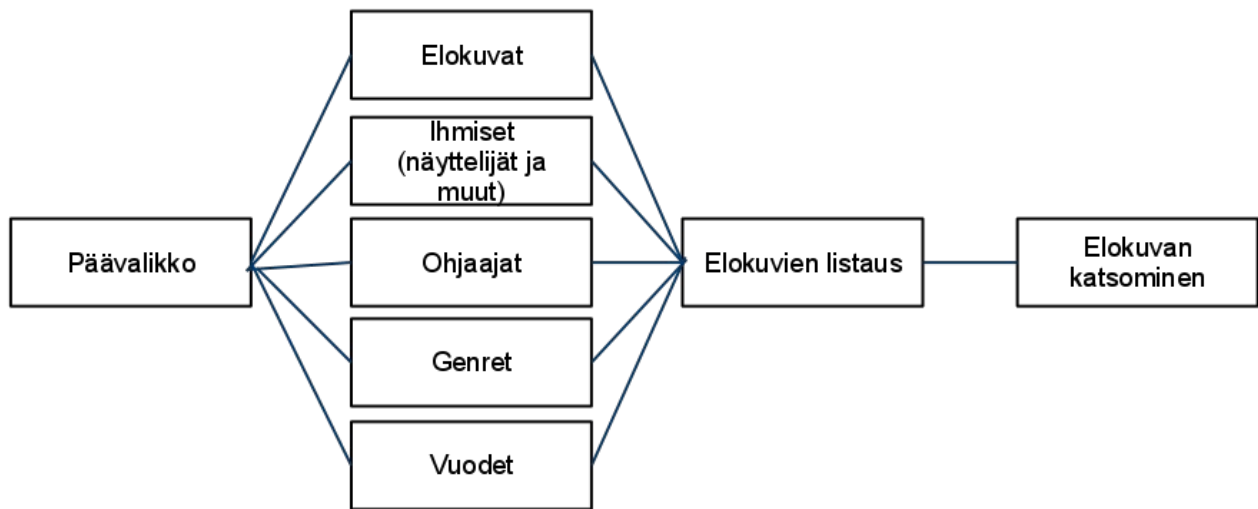 Elokuvat
Ihmiset
(näyttelijät ja
muut)
Päävalikko
Ohjaajat
Elokuvien listaus
Elokuvan
katsominen
Genret
Vuodet